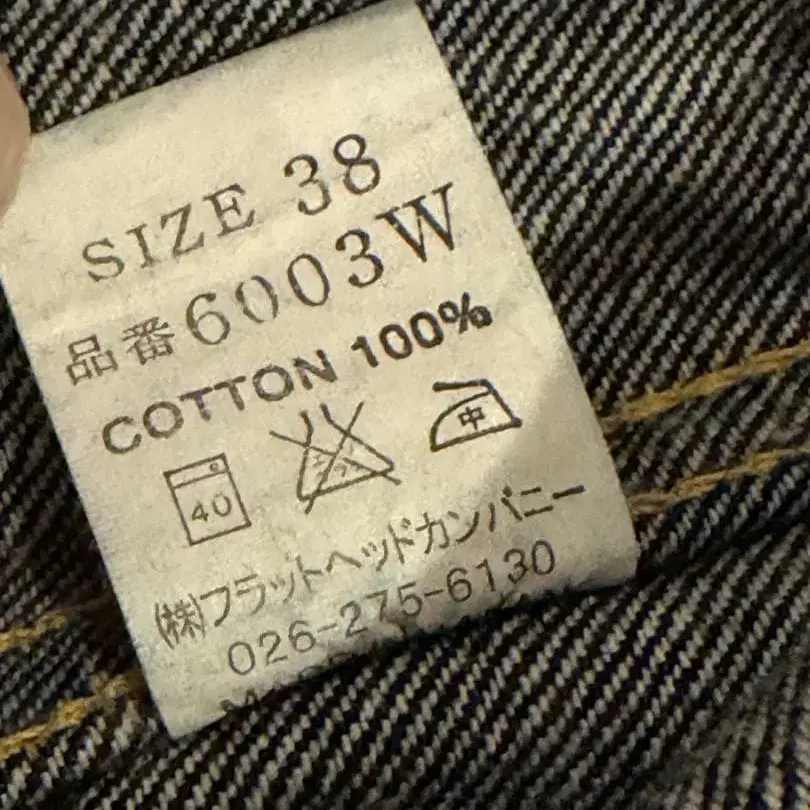 SIZE 38
品番6003W
COTTON 100%
40
中
(株)フラットヘッドカンパニー
026-275-6130